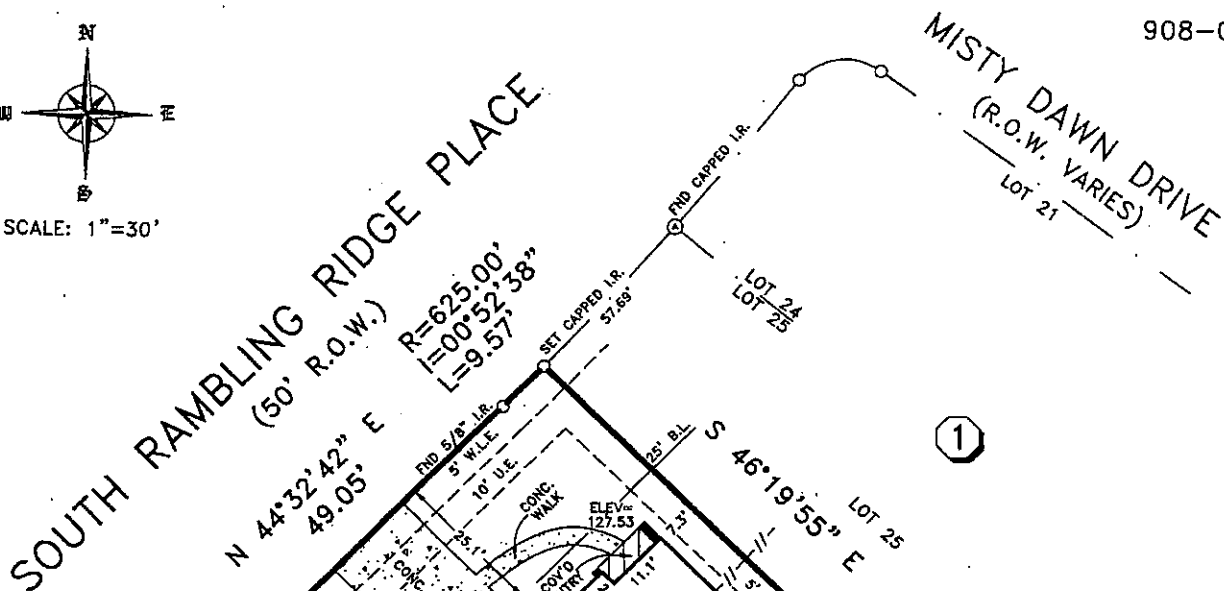 N
E
S
SCALE: 1"=30'
908-0
MISTY DAWN DRIVE
(R.O.W. VARIES)
LOT 21
FND CAPPED I.R.
SOUTH RAMBLING RIDGE PLACE
(50' R.O.W.)
R=625.00'
I=00°52'38"
L=9.57'
SET CAPPED I.R.
57.69'
LOT 24
LOT 25
N 44°32'42" E
49.05'
FND 5/8" I.R.
5' W.L.E.
10' U.E.
25' B.L.
S 46°19'55" E
LOT 25
1
CONC.
WALK
ELEV=
127.53
7.3'
25.1'
CONC.
COV'D
11.1'
5'